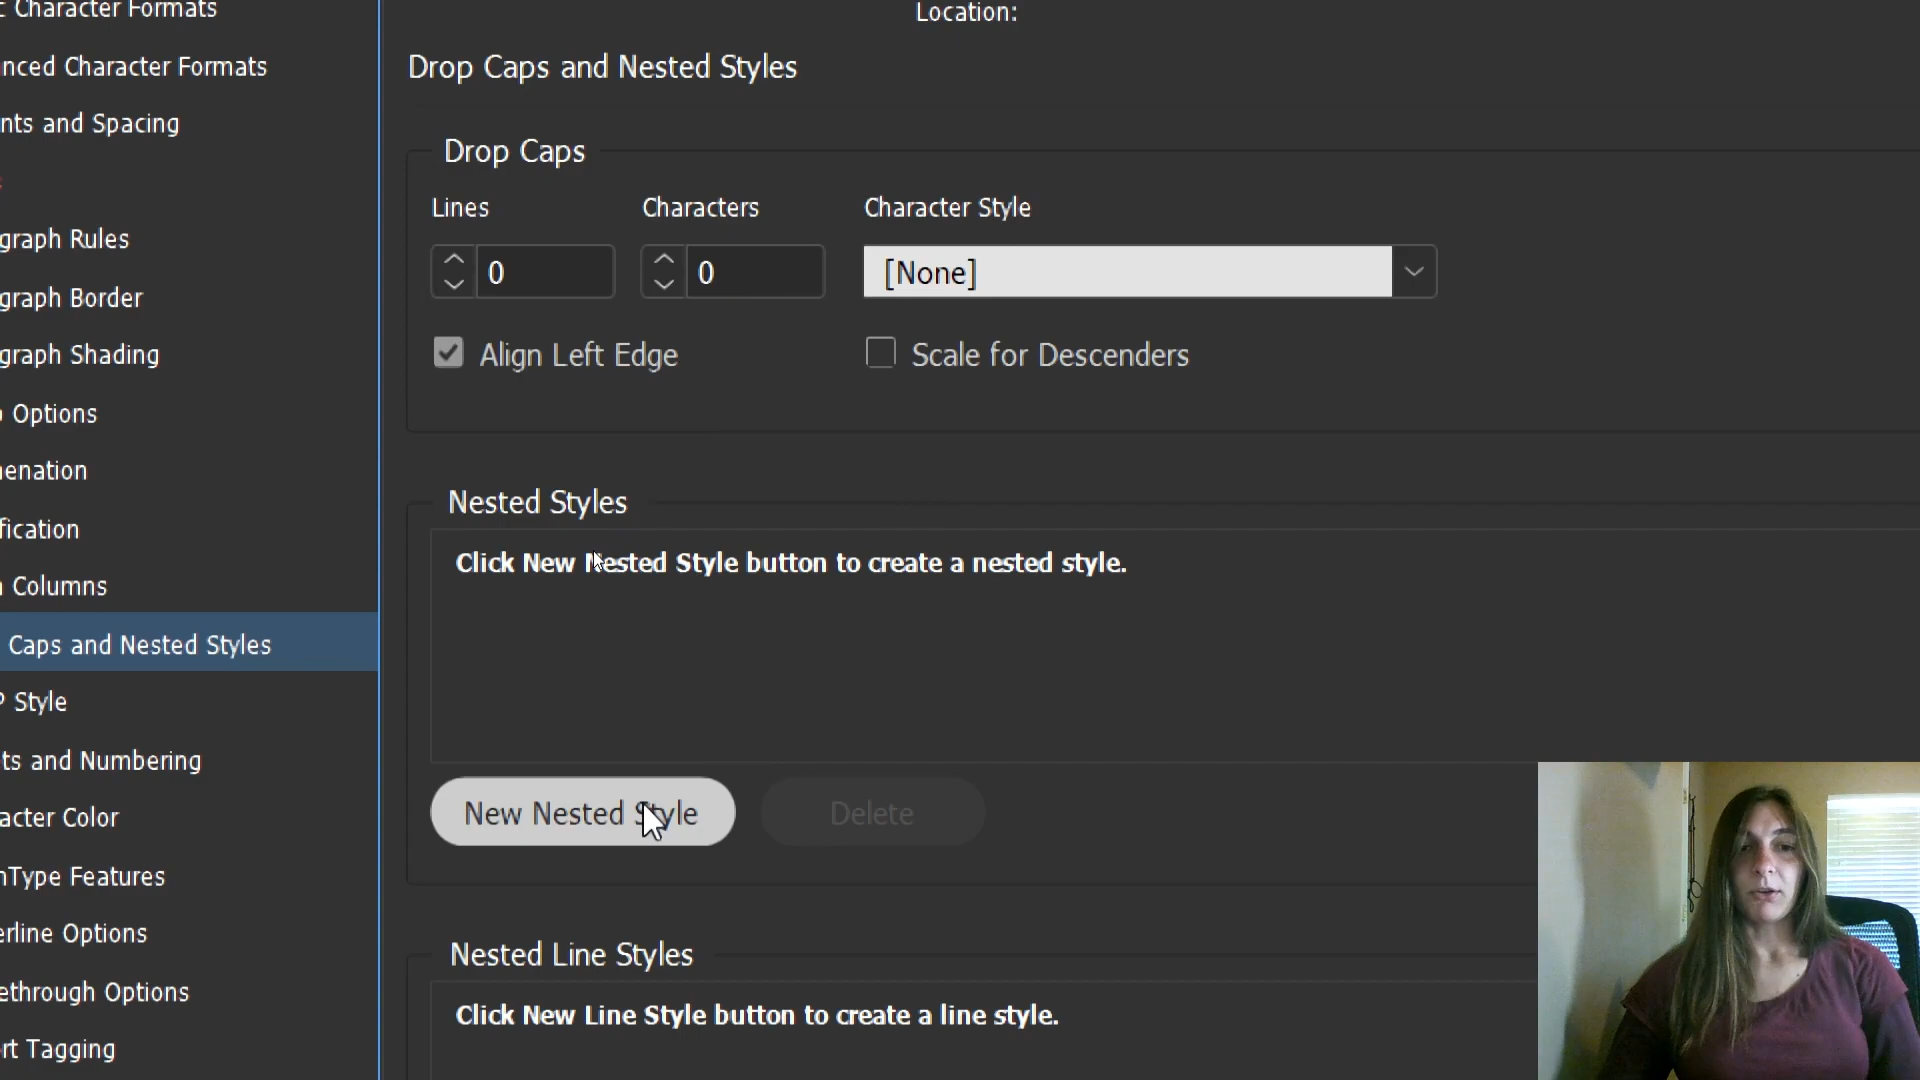 Character Formats
Location:
nced Character Formats
Drop Caps and Nested Styles
nts and Spacing
Drop Caps
Lines
Characters
Character Style
graph Rules
0
0
[None]
graph Border
graph Shading
Align Left Edge
Scale for Descenders
Options
enation
Nested Styles
fication
Click New Nested Style button to create a nested style.
Columns
Caps and Nested Styles
P Style
ts and Numbering
New Nested Style
Delete
acter Color
nType Features
erline Options
Nested Line Styles
ethrough Options
Click New Line Style button to create a line style.
rt Tagging